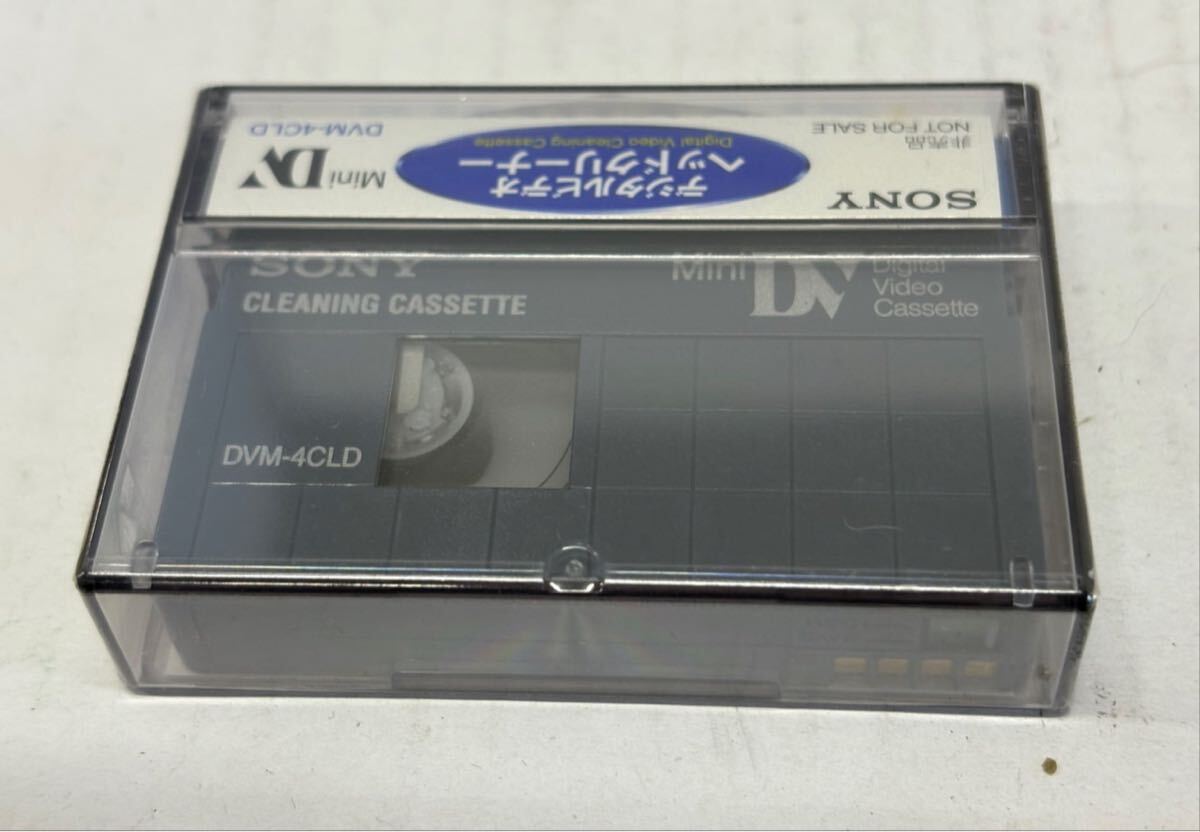 SONY
非売品
NOT FOR SALE
デジタルビデオ
ヘッドクリーナー
Digital Video Cleaning Cassette
Mini DV
DVM-4CLD
SONY
CLEANING CASSETTE
Mini DV
Digital
Video
Cassette
DVM-4CLD